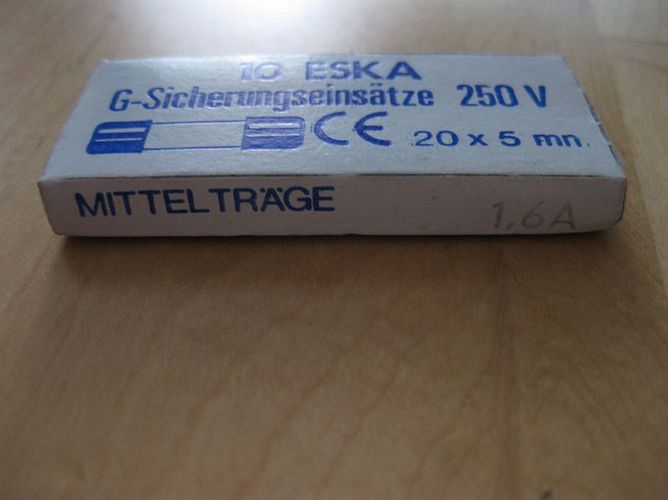 10 ESKA
G-Sicherungseinsätze 250 V
CE 20 x 5 mm
MITTELTRÄGE 1,6A